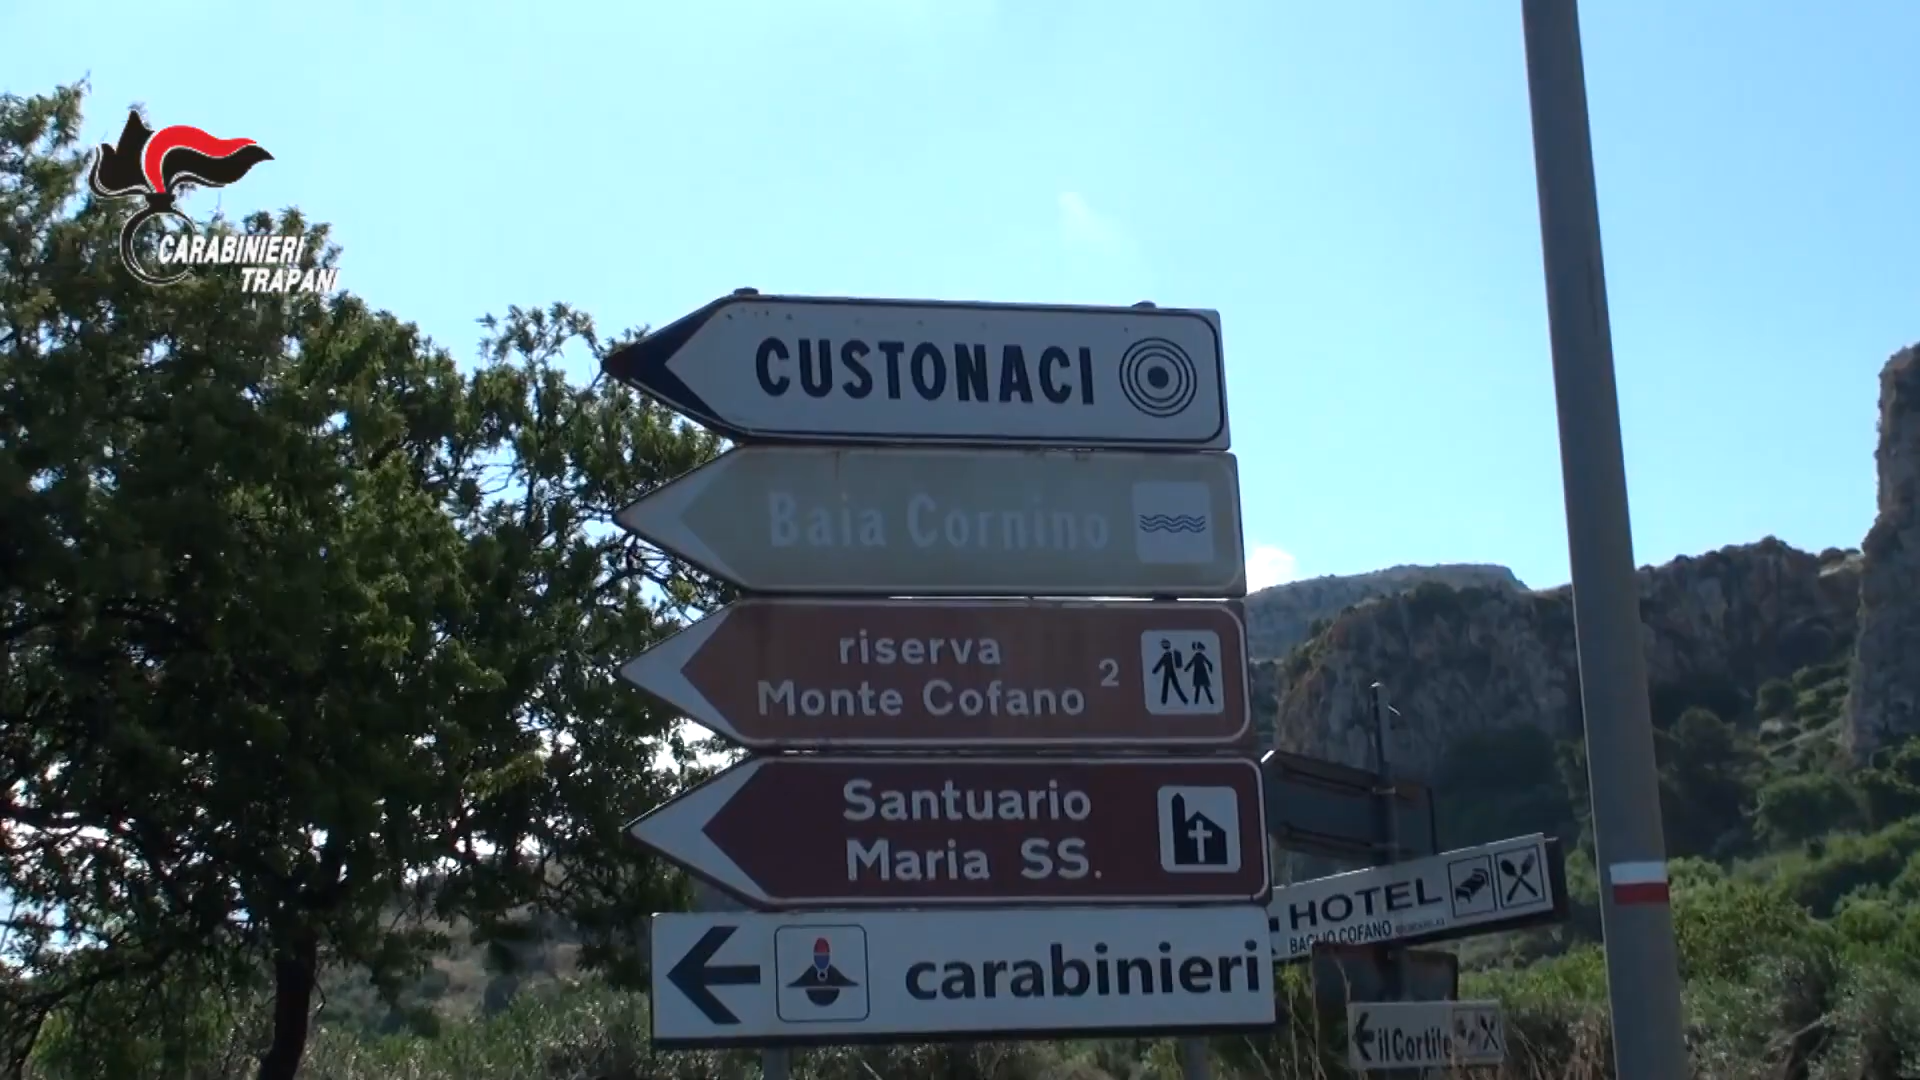 CARABINIERI
TRAPANI
CUSTONACI
Baia Cornino
riserva
Monte Cofano 2
Santuario
Maria SS.
carabinieri
HOTEL
BAGLIO COFANO
il Cortile